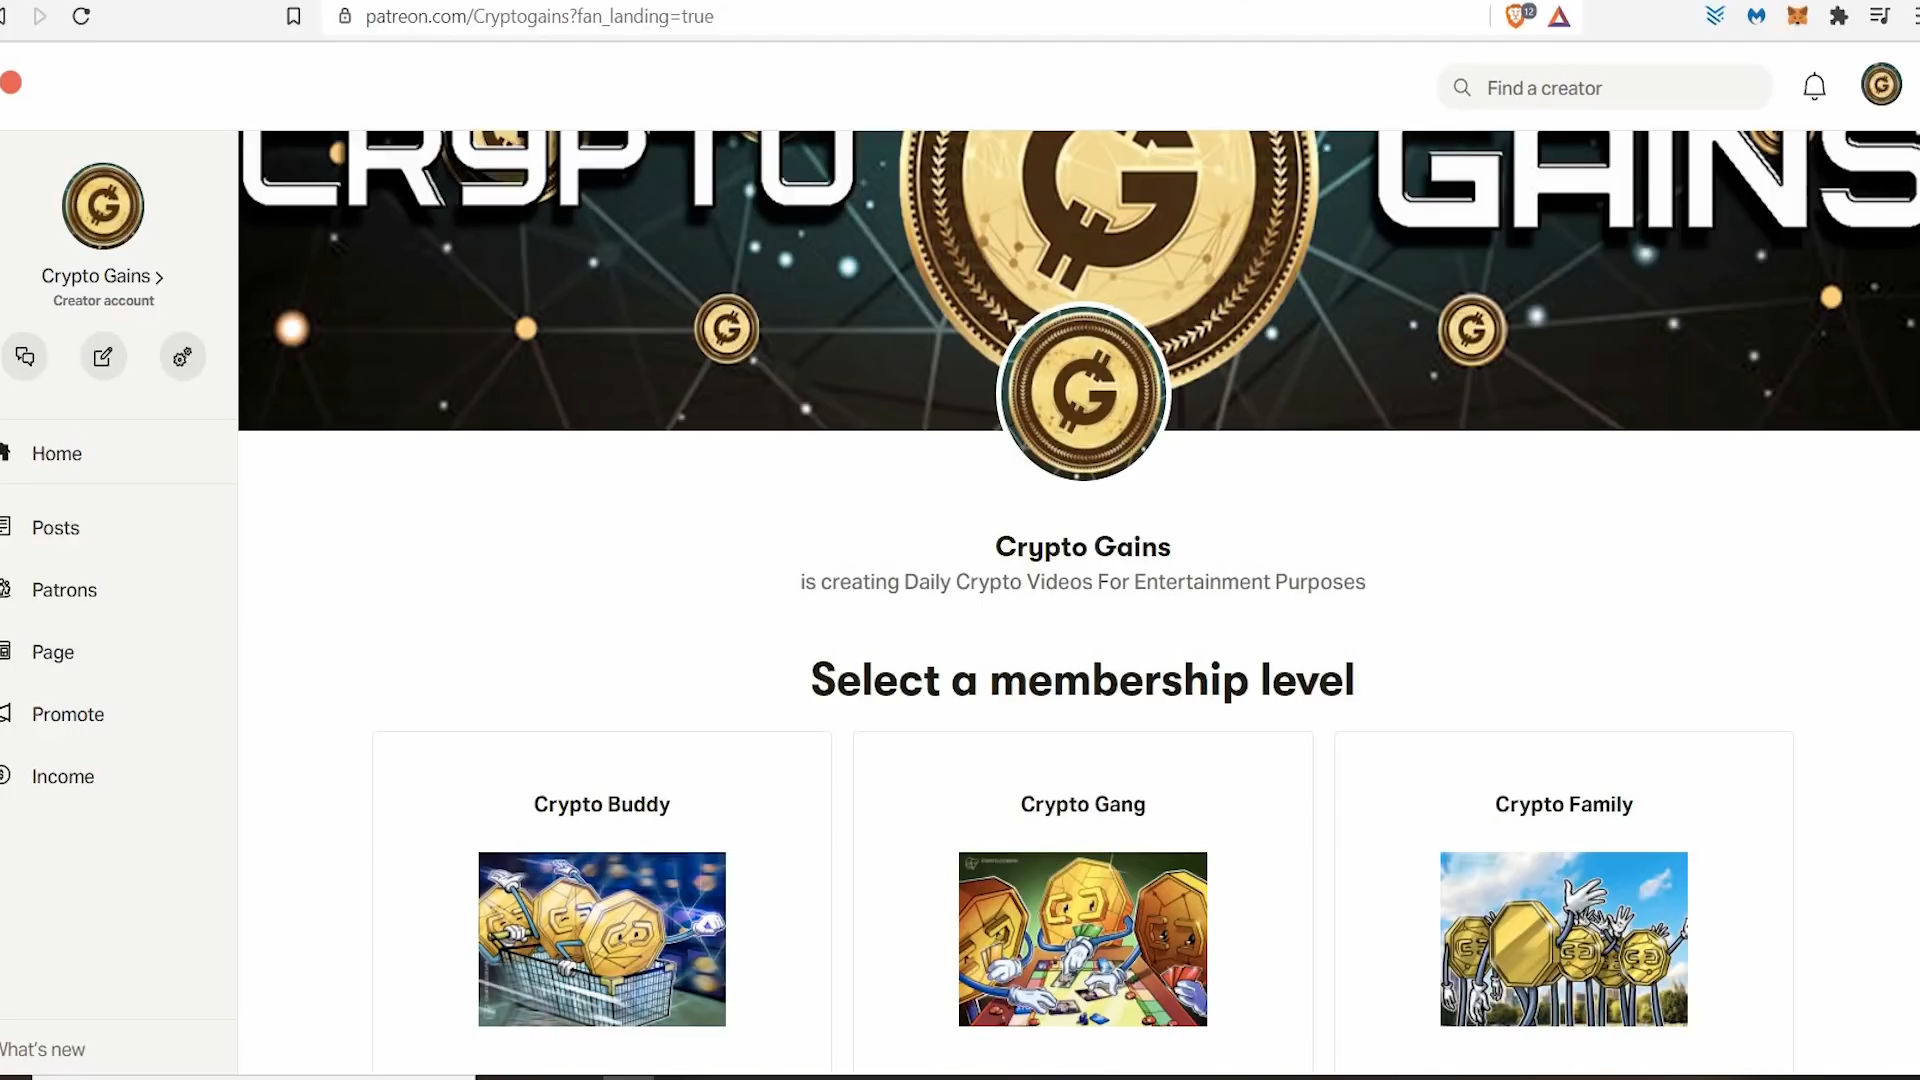 patreon.com/Cryptogains?fan_landing=true
12
Find a creator
CRYPTO GAINS
Crypto Gains
Creator account
Home
Posts
Patrons
Page
Promote
Income
What's new
Crypto Gains
is creating Daily Crypto Videos For Entertainment Purposes
Select a membership level
Crypto Buddy
Crypto Gang
Crypto Family